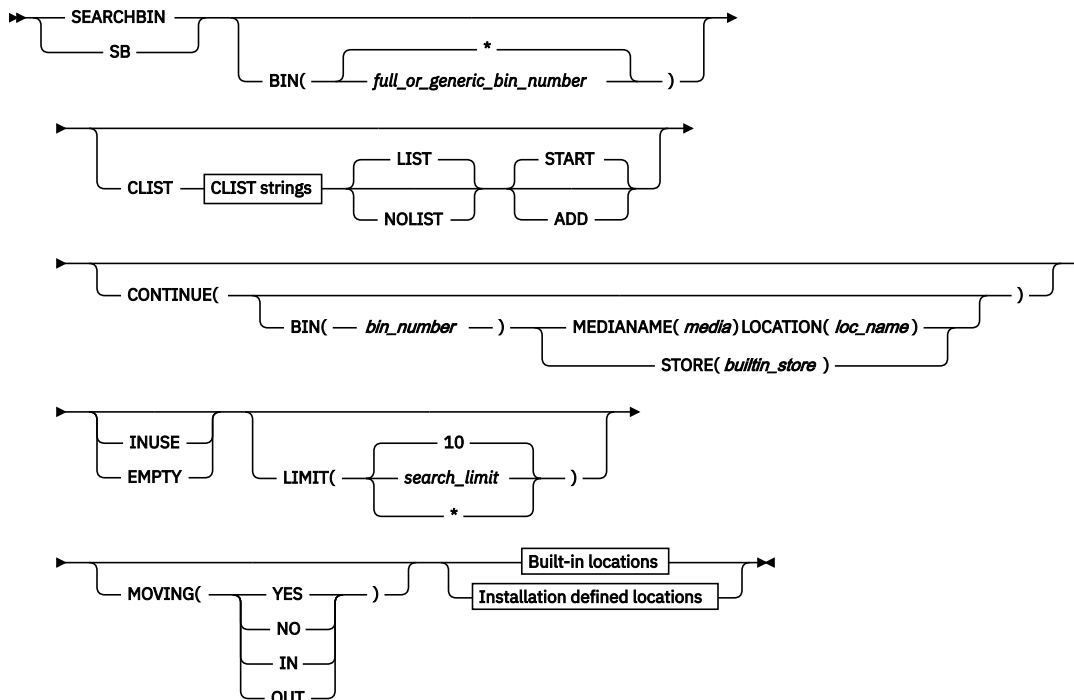 SEARCHBIN
SB
*
BIN( full_or_generic_bin_number )
LIST START
CLIST CLIST strings
NOLIST ADD
CONTINUE( )
BIN( bin_number ) MEDIANAME( media) LOCATION( loc_name )
STORE( builtin_store )
INUSE 10
EMPTY LIMIT( search_limit )
*
Built-in locations
MOVING( YES ) Installation defined locations
NO
IN
OUT